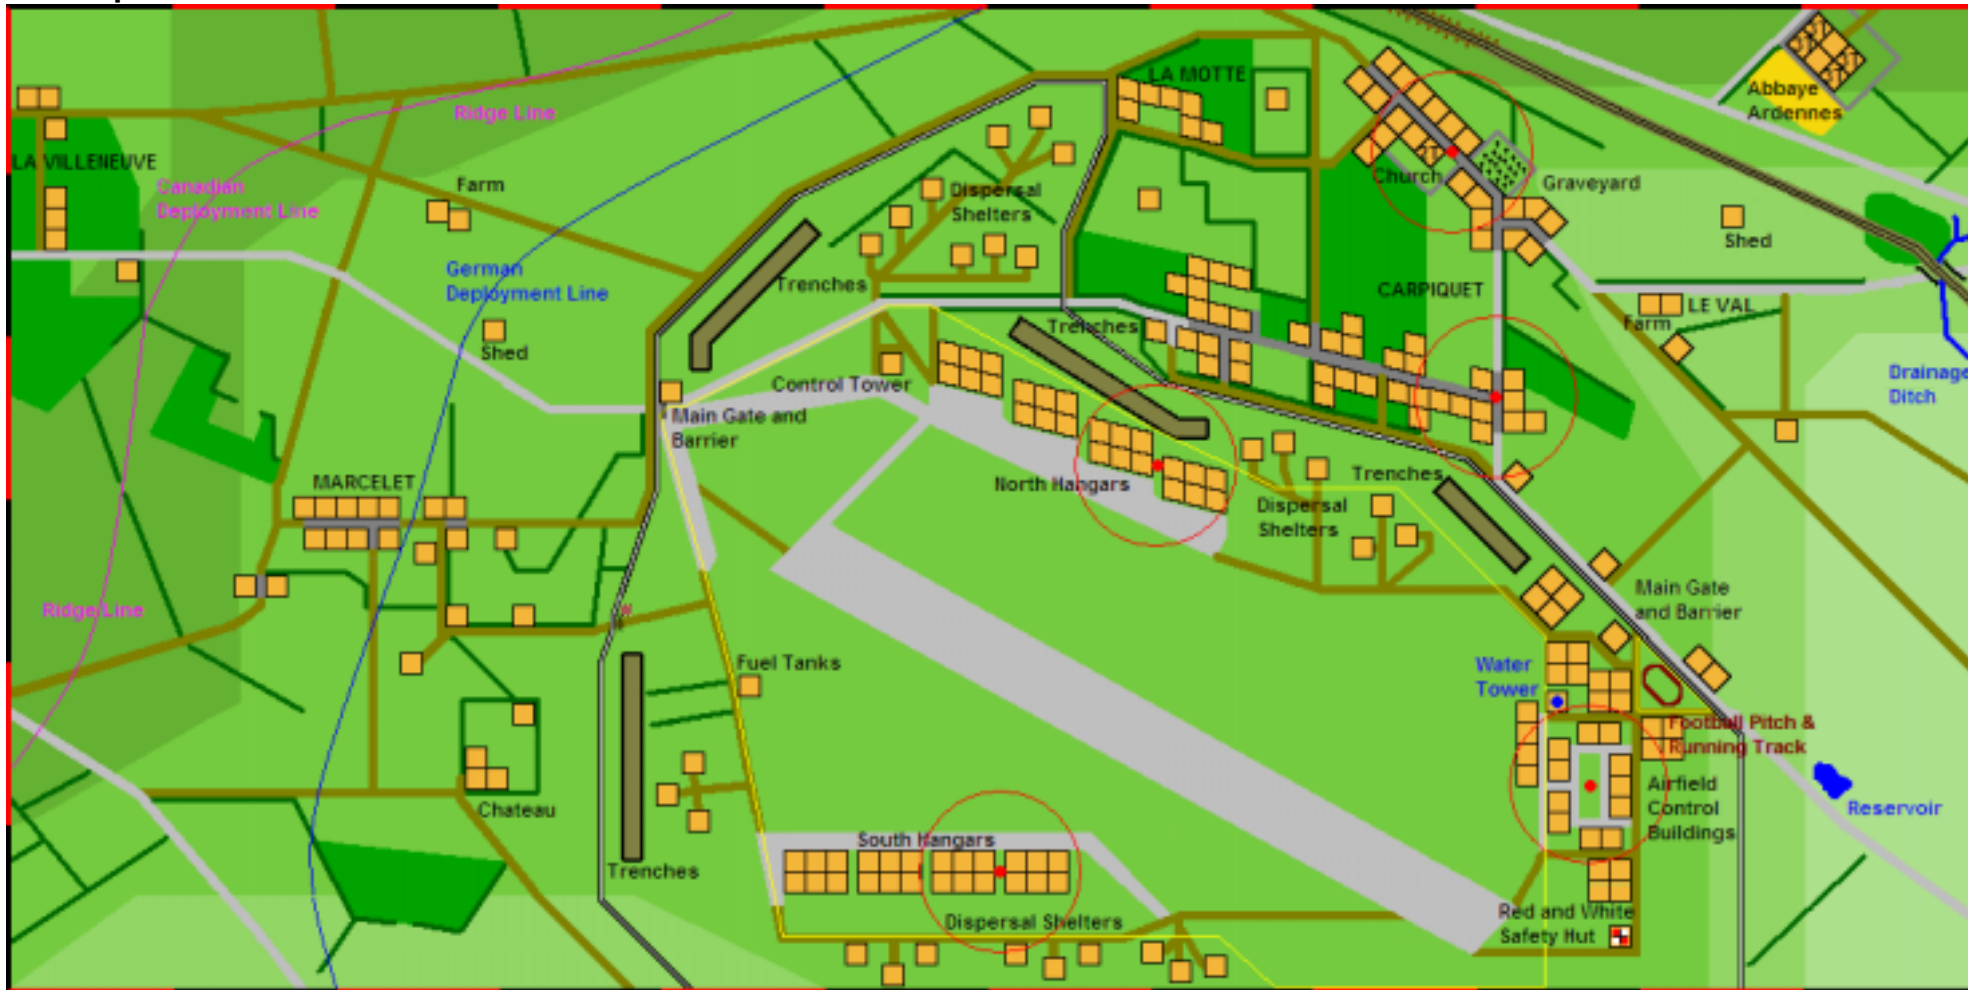 LA MOTTE
Abbaye
Ardennes
Ridge Line
LA VILLENEUVE
Canadian
Deployment Line
Farm
Dispersal
Shelters
Church
Graveyard
Shed
German
Deployment Line
Trenches
CARPIQUET
Trenches
Farm
LE VAL
Shed
Control Tower
Drainage
Ditch
Main Gate and
Barrier
MARCELET
North Hangars
Trenches
Dispersal
Shelters
Ridge Line
Main Gate
and Barrier
Fuel Tanks
Water
Tower
Football Pitch &
Running Track
Airfield
Control
Buildings
Reservoir
Chateau
South Hangars
Trenches
Dispersal Shelters
Red and White
Safety Hut